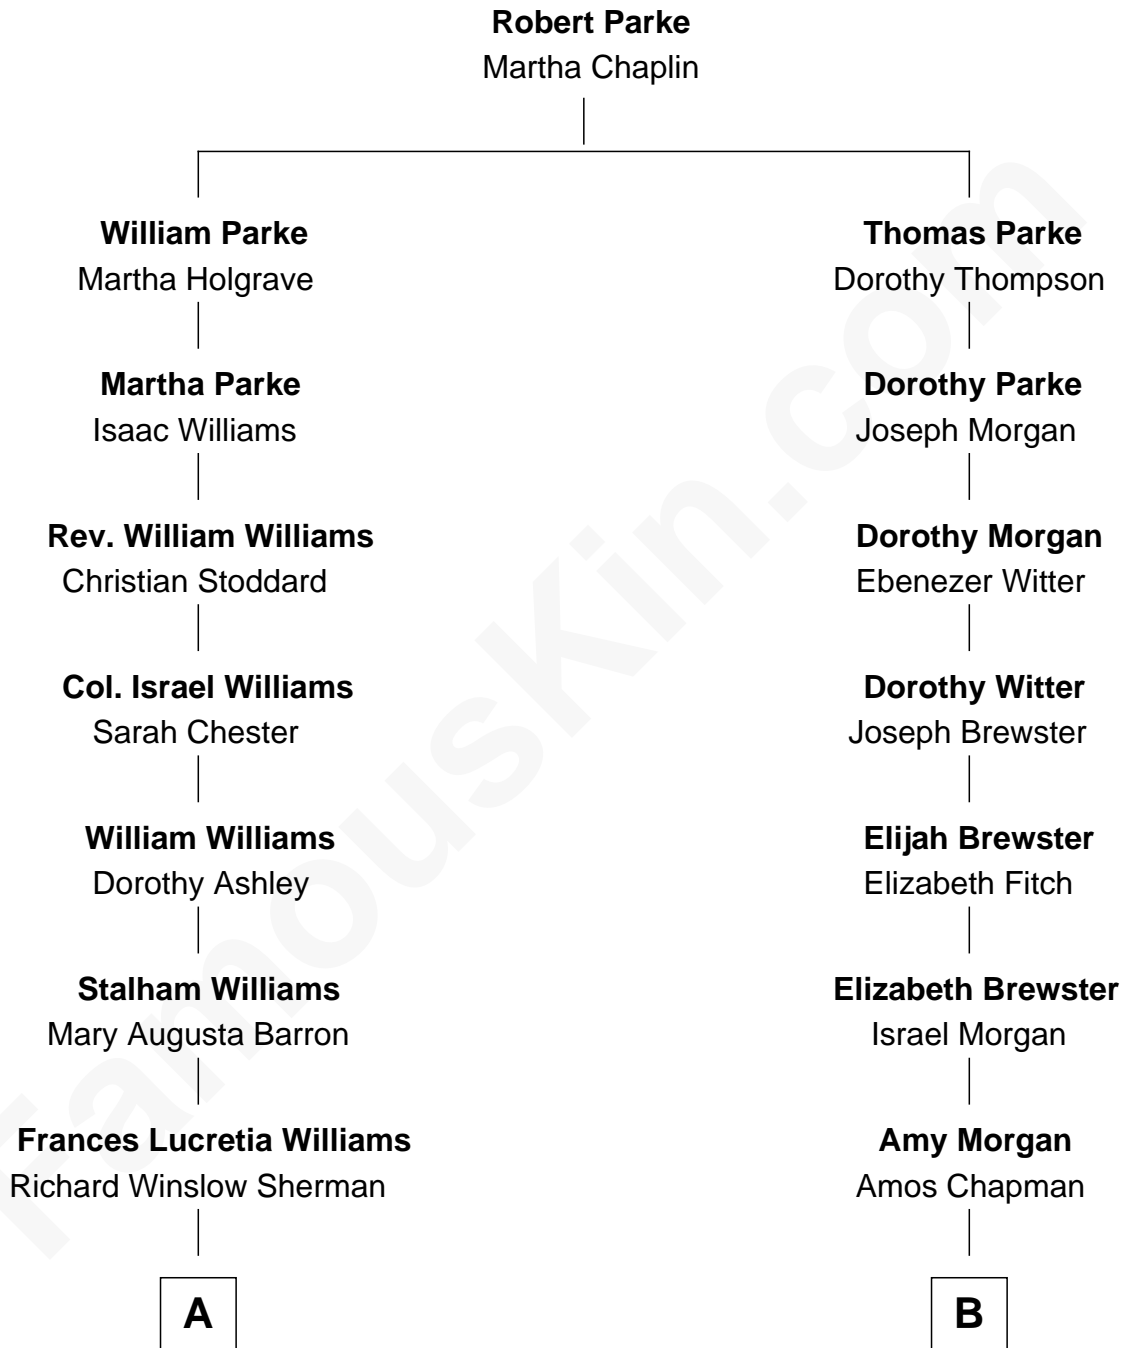 Robert Parke
Martha Chaplin
William Parke
Martha Holgrave
Thomas Parke
Dorothy Thompson
Martha Parke
Isaac Williams
Dorothy Parke
Joseph Morgan
Rev. William Williams
Christian Stoddard
Dorothy Morgan
Ebenezer Witter
Col. Israel Williams
Sarah Chester
Dorothy Witter
Joseph Brewster
William Williams
Dorothy Ashley
Elijah Brewster
Elizabeth Fitch
Stalham Williams
Mary Augusta Barron
Elizabeth Brewster
Israel Morgan
Frances Lucretia Williams
Richard Winslow Sherman
Amy Morgan
Amos Chapman
A
B
FamousKin.com